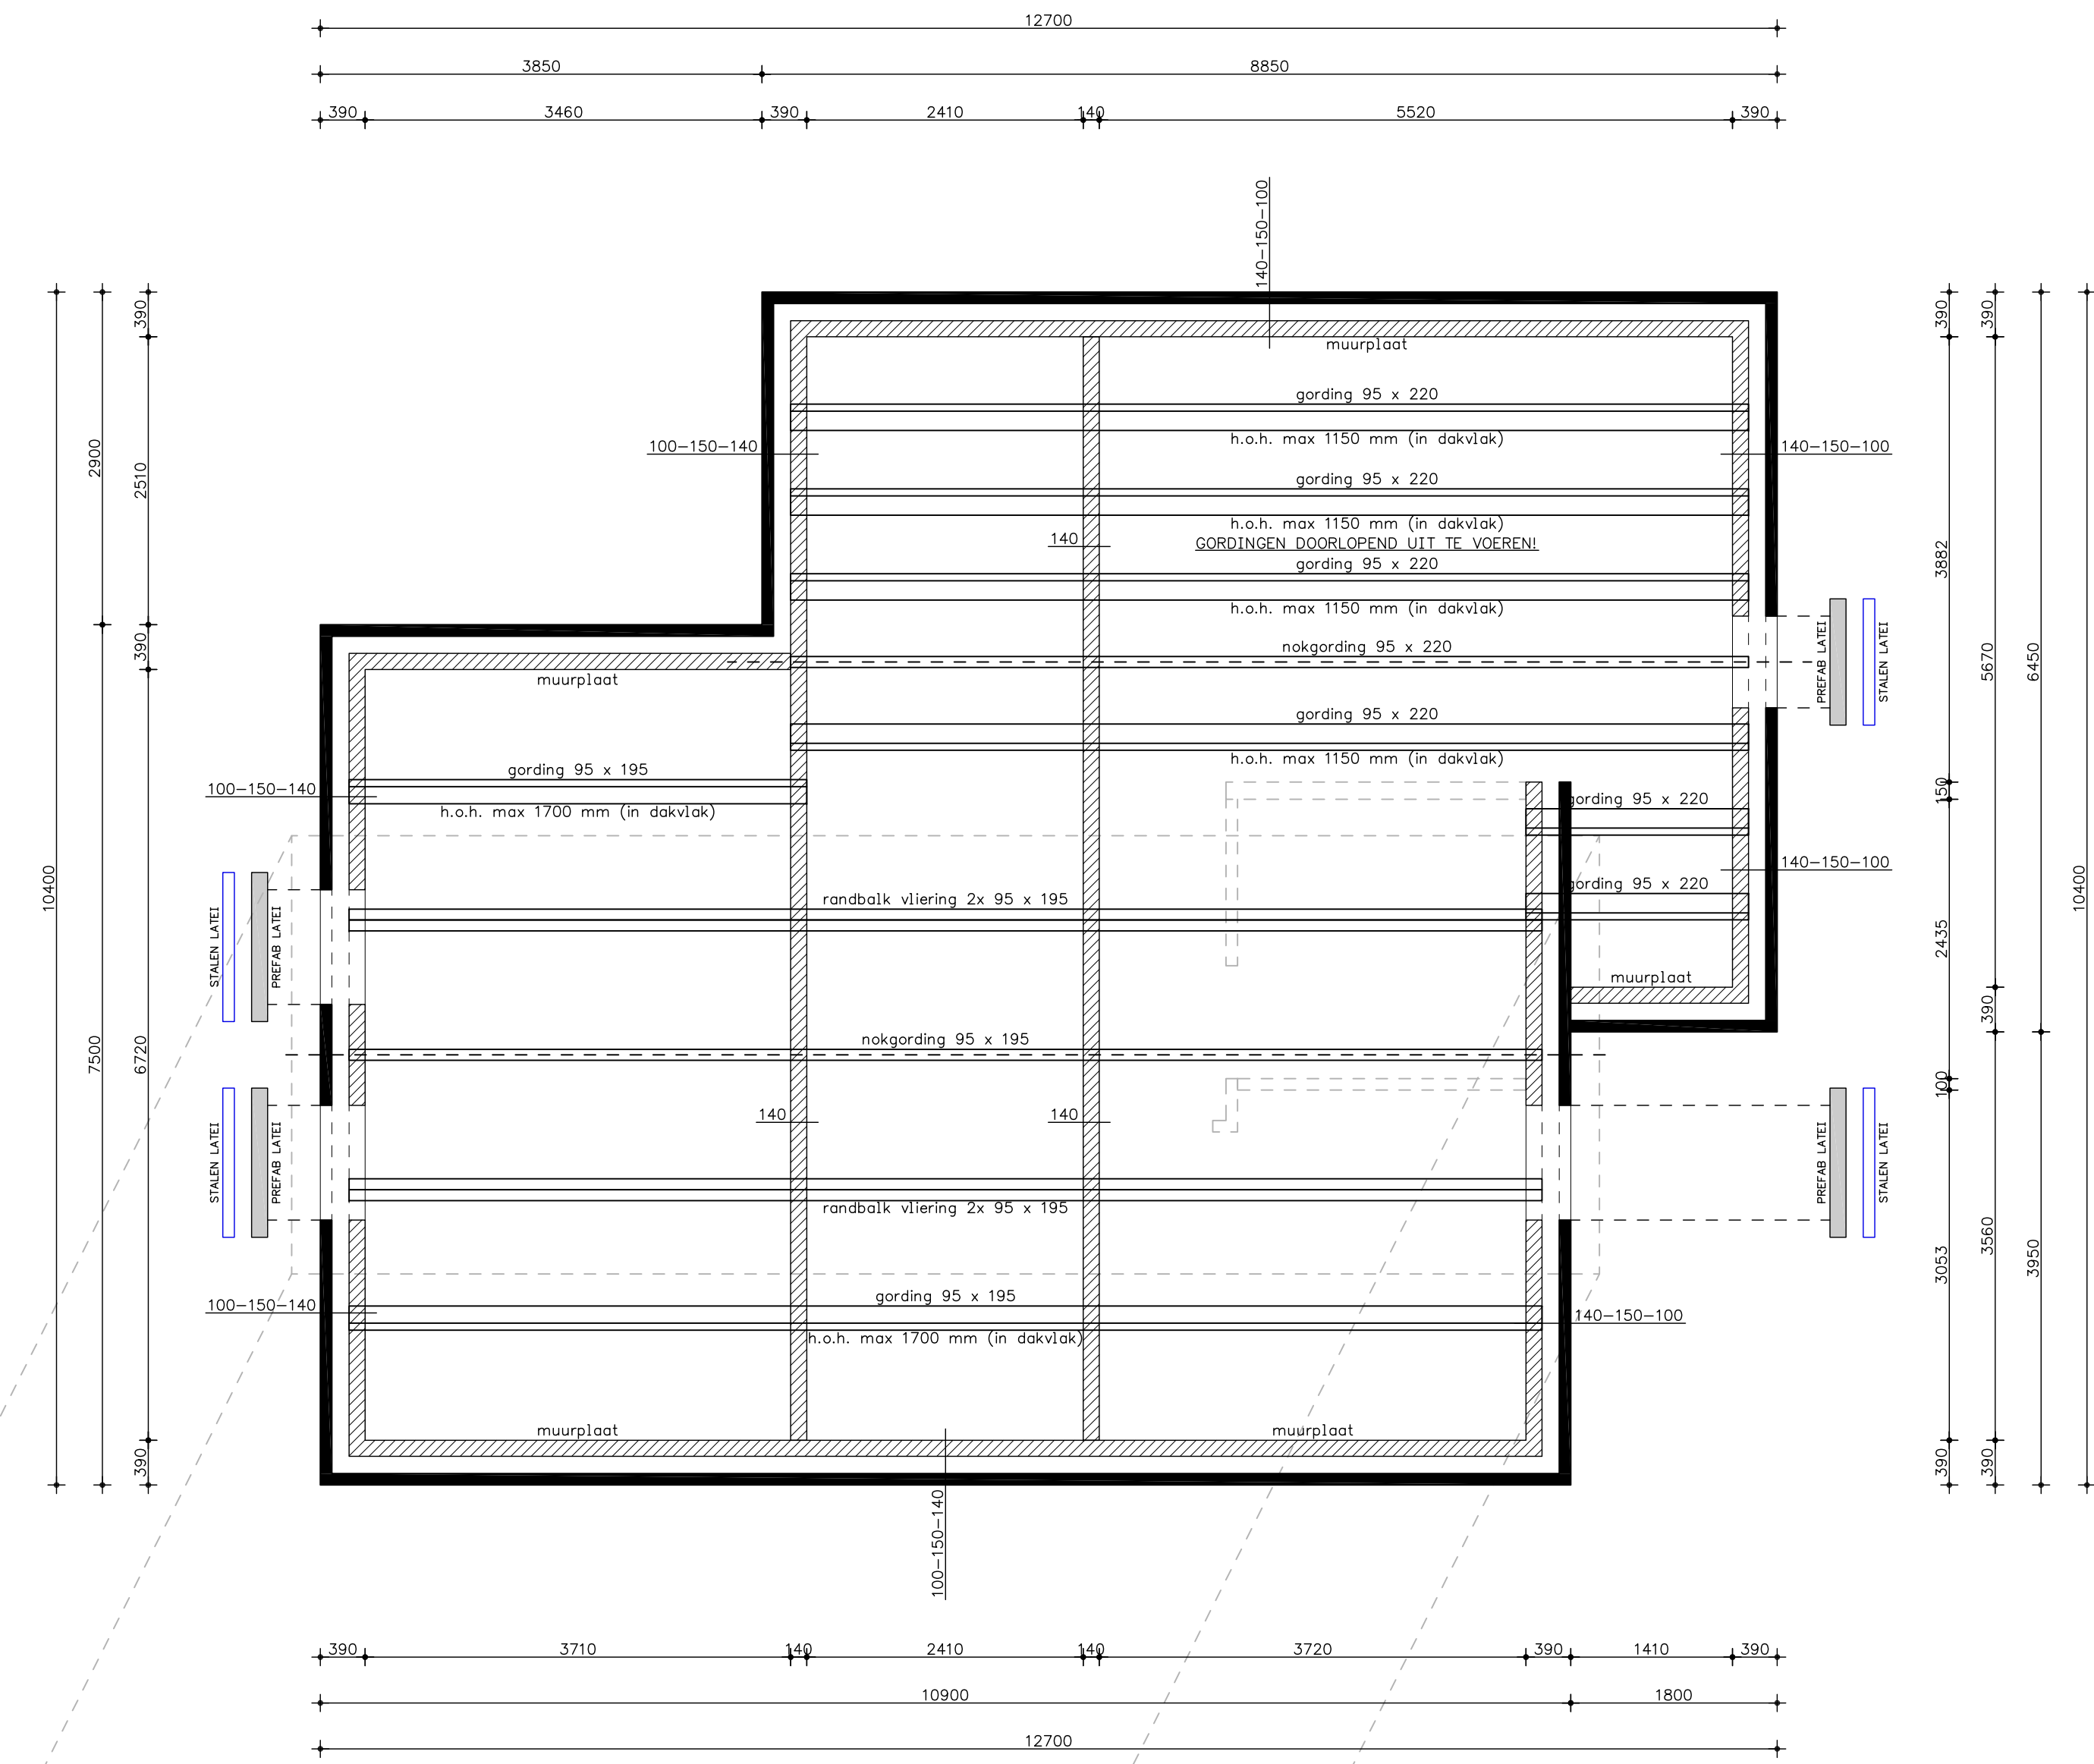 12700
3850 8850
390 3460 390 2410 140 5520 390
140-150-100
390 390 390
muurplaat
gording 95 x 220
100-150-140 h.o.h. max 1150 mm (in dakvlak) 140-150-100
2900 2510
gording 95 x 220
h.o.h. max 1150 mm (in dakvlak)
140 GORDINGEN DOORLOPEND UIT TE VOEREN!
3882
gording 95 x 220
h.o.h. max 1150 mm (in dakvlak)
390 nokgording 95 x 220 PREFAB LATEI STALEN LATEI 5670 6450
muurplaat
gording 95 x 220
h.o.h. max 1150 mm (in dakvlak)
gording 95 x 195
100-150-140 gording 95 x 220 150
h.o.h. max 1700 mm (in dakvlak)
140-150-100
10400 10400
gording 95 x 220
randbalk vliering 2x 95 x 195
STALEN LATEI PREFAB LATEI 2435
muurplaat
390
7500 6720 nokgording 95 x 195
100
140 140
STALEN LATEI PREFAB LATEI PREFAB LATEI STALEN LATEI
randbalk vliering 2x 95 x 195
3053 3560 3950
gording 95 x 195
100-150-140 140-150-100
h.o.h. max 1700 mm (in dakvlak)
muurplaat muurplaat
390 390 390
100-150-140
390 3710 140 2410 140 3720 390 1410 390
10900 1800
12700